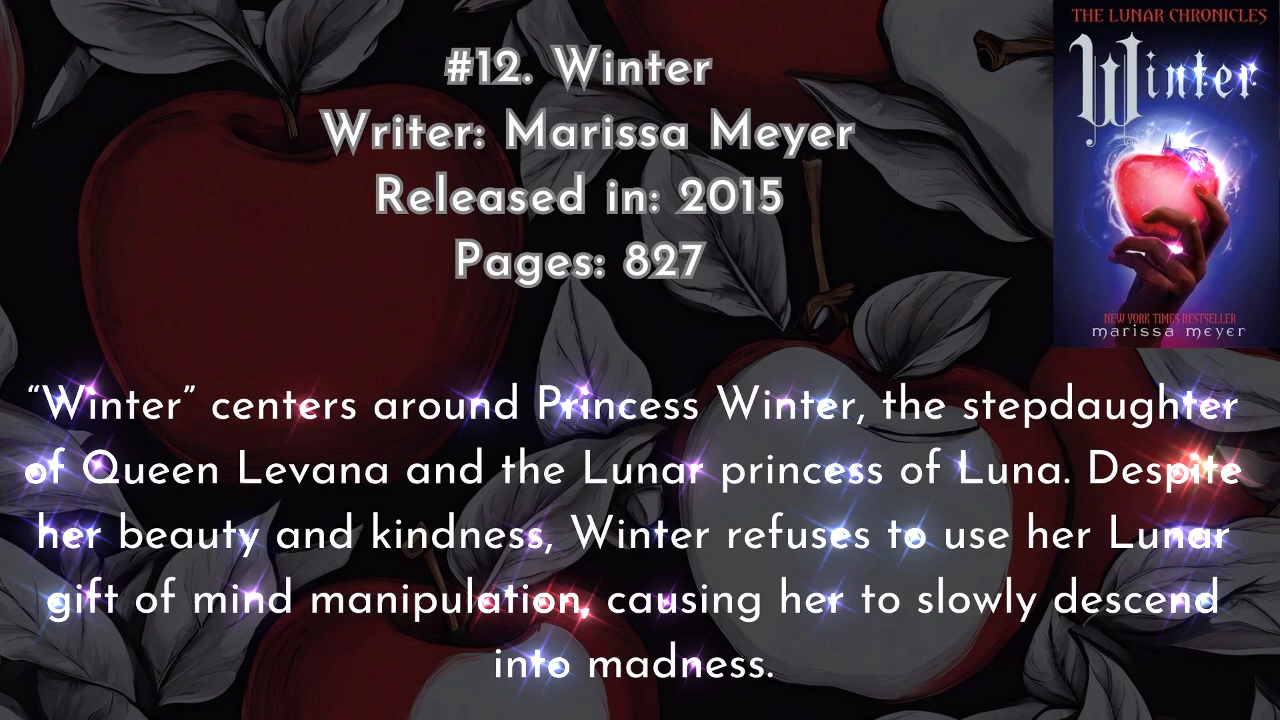 #12. Winter
Writer: Marissa Meyer
Released in: 2015
Pages: 827
THE LUNAR CHRONICLES
Winter
NEW YORK TIMES BESTSELLER
marissa meyer
“Winter” centers around Princess Winter, the stepdaughter
of Queen Levana and the Lunar princess of Luna. Despite
her beauty and kindness, Winter refuses to use her Lunar
gift of mind manipulation, causing her to slowly descend
into madness.